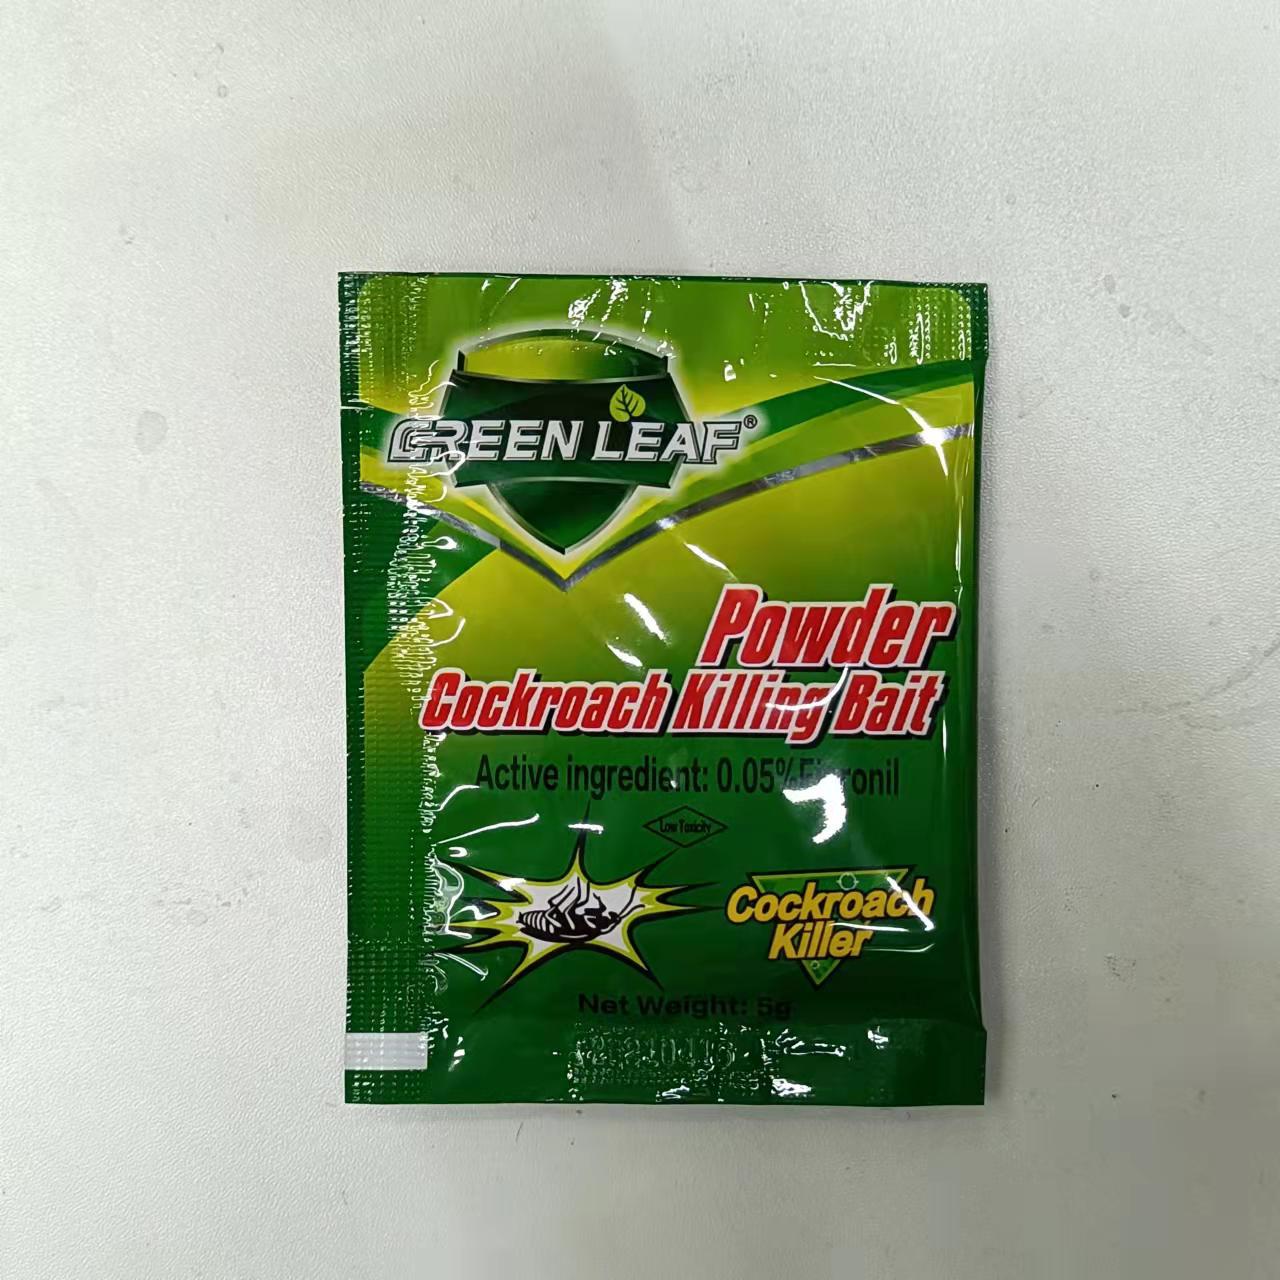 GREEN LEAF®
Powder
Cockroach Killing Bait
Active ingredient: 0.05%
Low Toxicity
Cockroach
Killer
Net Weight: 5g